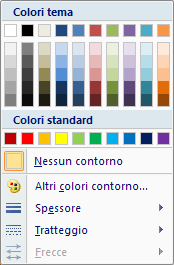 Colori tema
Colori standard
Nessun contorno
Altri colori contorno...
Spessore
Tratteggio
Frecce